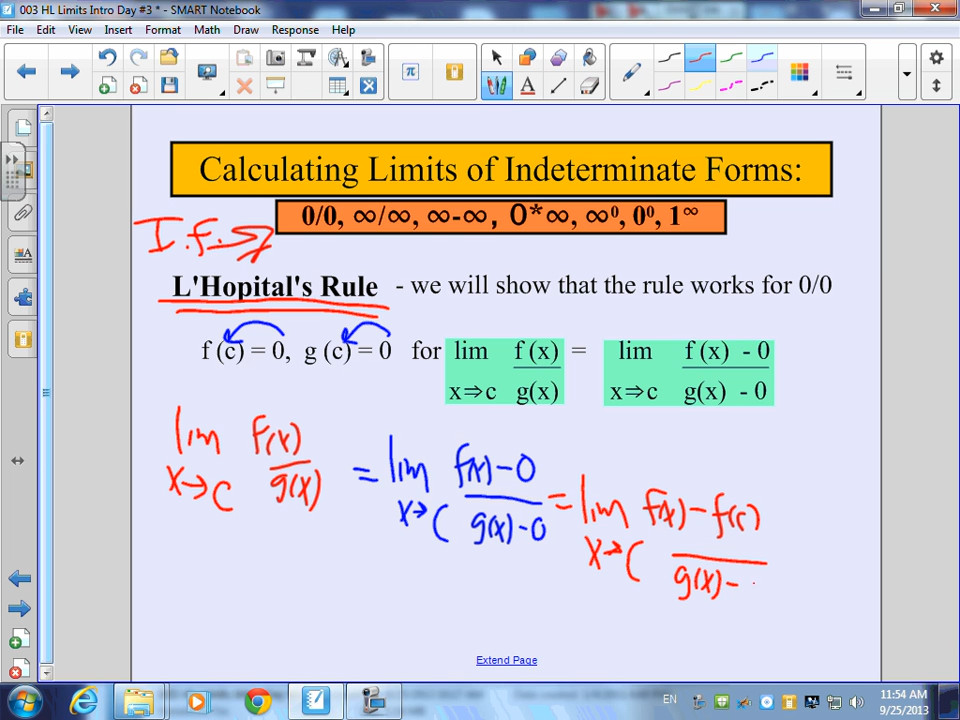 003 HL Limits Intro Day #3 * - SMART Notebook
File Edit View Insert Format Math Draw Response Help
Calculating Limits of Indeterminate Forms:
0/0, ∞/∞, ∞-∞, 0*∞, ∞⁰, 0⁰, 1^∞
I.f.→
L'Hopital's Rule - we will show that the rule works for 0/0
f (c) = 0, g (c) = 0 for lim f (x) = lim f (x) - 0
x⇒c g(x) x⇒c g(x) - 0
lim f(x) = lim f(x)-0 = lim f(x)-f(c)
x→c g(x) x→c g(x)-0 x→c g(x)-
Extend Page
EN 11:54 AM
9/25/2013